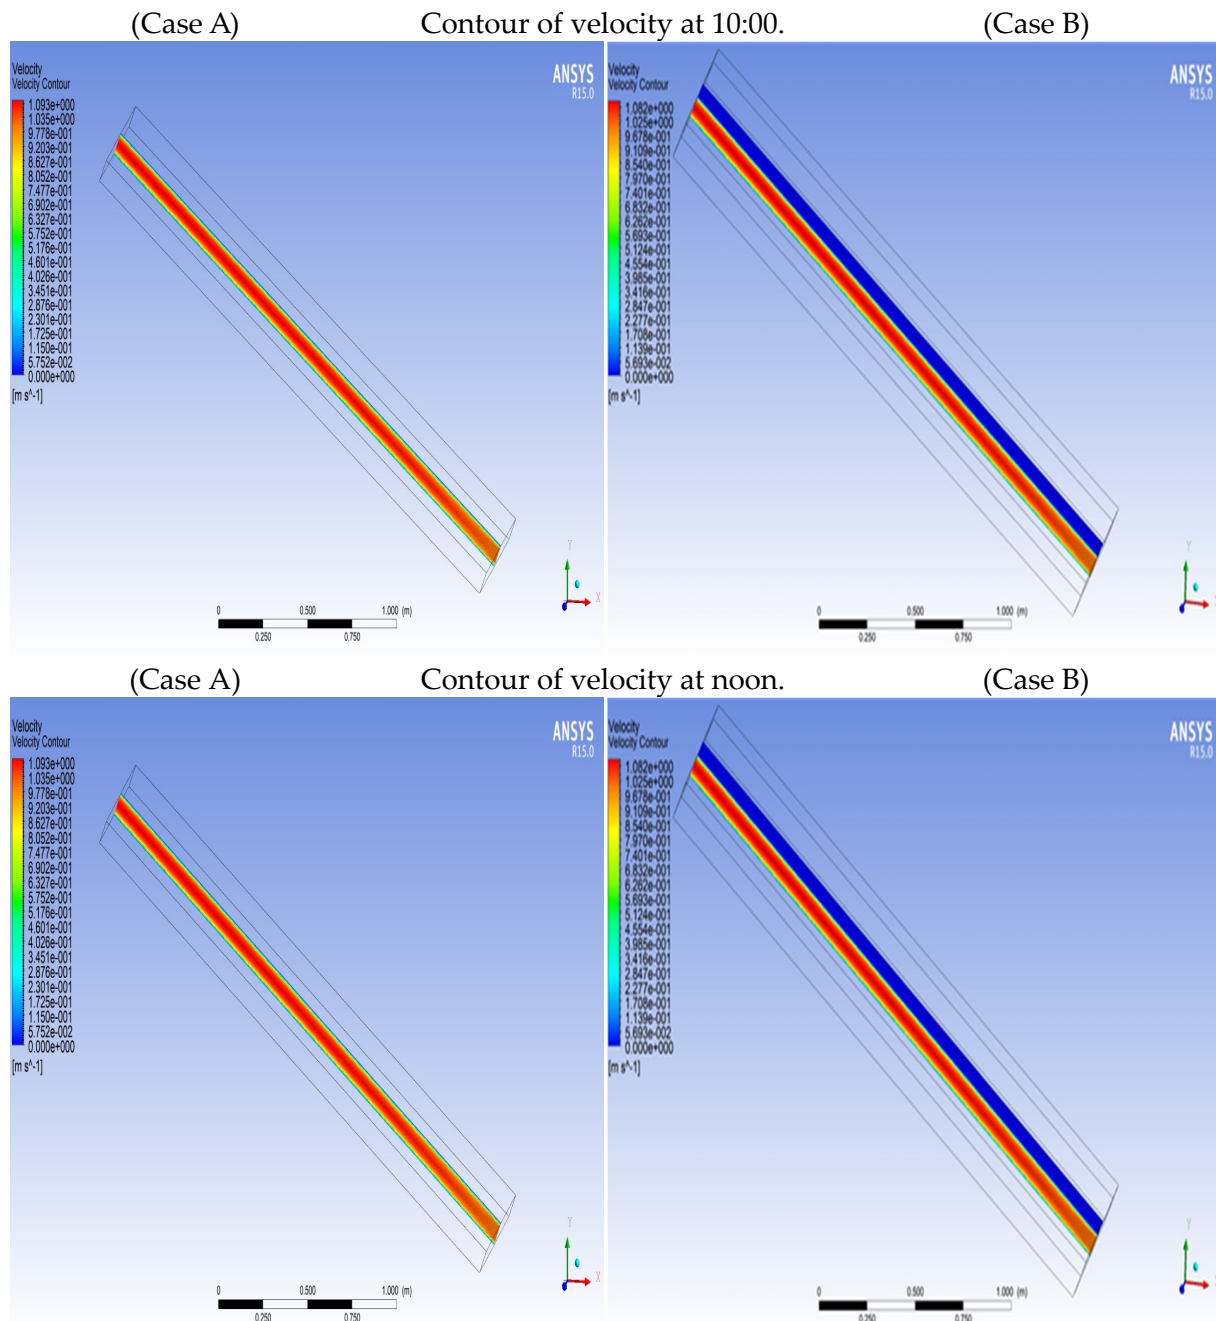 (Case A) Contour of velocity at 10:00. (Case B)
Velocity
Velocity Contour
ANSYS
R15.0
1.093e+000
1.035e+000
9.778e-001
9.203e-001
8.627e-001
8.052e-001
7.477e-001
6.902e-001
6.327e-001
5.752e-001
5.176e-001
4.601e-001
4.026e-001
3.451e-001
2.876e-001
2.301e-001
1.725e-001
1.150e-001
5.752e-002
0.000e+000
[m s^-1]
0 0.500 1.000 (m)
0.250 0.750
Y
X
Velocity
Velocity Contour
ANSYS
R15.0
1.082e+000
1.025e+000
9.678e-001
9.109e-001
8.540e-001
7.970e-001
7.401e-001
6.832e-001
6.262e-001
5.693e-001
5.124e-001
4.554e-001
3.985e-001
3.416e-001
2.847e-001
2.277e-001
1.708e-001
1.139e-001
5.693e-002
0.000e+000
[m s^-1]
0 0.500 1.000 (m)
0.250 0.750
Y
(Case A) Contour of velocity at noon. (Case B)
Velocity
Velocity Contour
ANSYS
R15.0
1.093e+000
1.035e+000
9.778e-001
9.203e-001
8.627e-001
8.052e-001
7.477e-001
6.902e-001
6.327e-001
5.752e-001
5.176e-001
4.601e-001
4.026e-001
3.451e-001
2.876e-001
2.301e-001
1.725e-001
1.150e-001
5.752e-002
0.000e+000
[m s^-1]
0 0.500 1.000 (m)
0.250 0.750
Y
X
Velocity
Velocity Contour
ANSYS
R15.0
1.082e+000
1.025e+000
9.678e-001
9.109e-001
8.540e-001
7.970e-001
7.401e-001
6.832e-001
6.262e-001
5.693e-001
5.124e-001
4.554e-001
3.985e-001
3.416e-001
2.847e-001
2.277e-001
1.708e-001
1.139e-001
5.693e-002
0.000e+000
[m s^-1]
0 0.500 1.000 (m)
0.250 0.750
Y